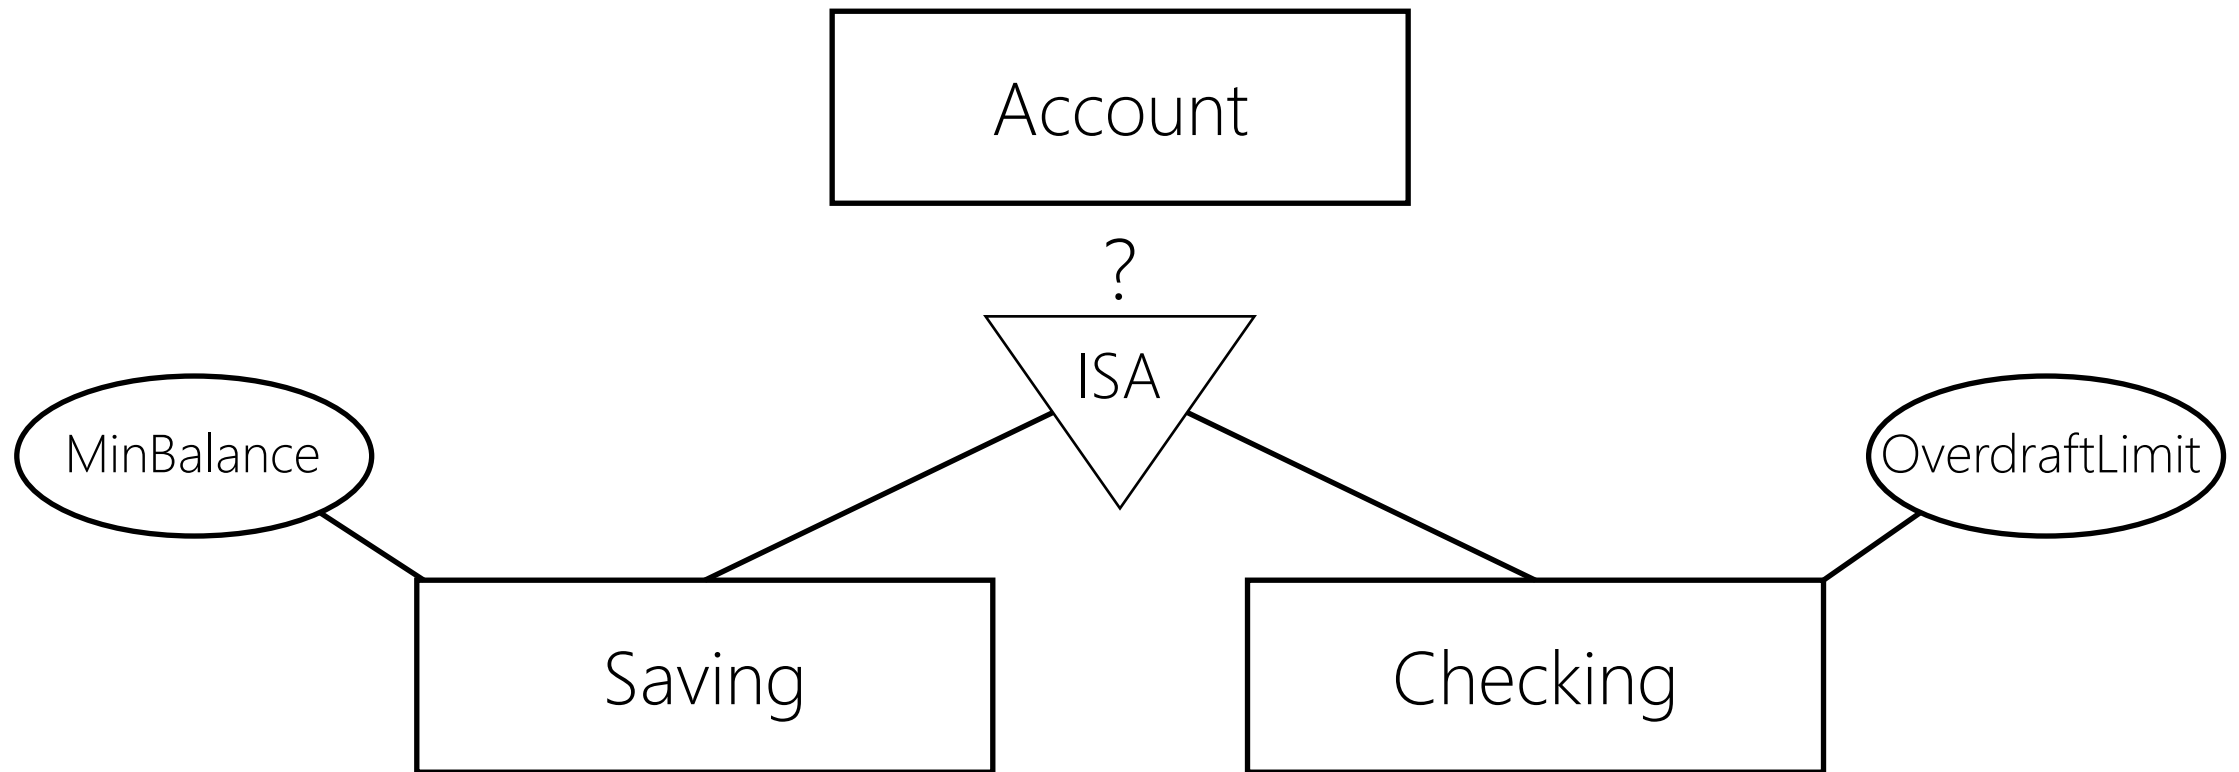 Account
?
ISA
MinBalance
OverdraftLimit
Saving
Checking